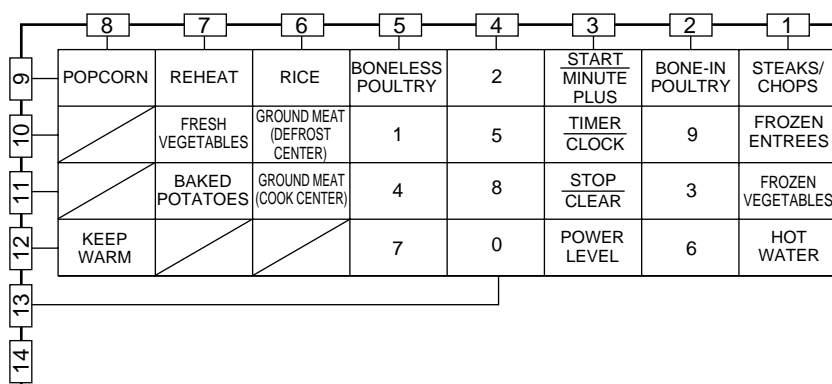 8 7 6 5 4 3 2 1
9 POPCORN REHEAT RICE BONELESS POULTRY 2 START MINUTE PLUS BONE-IN POULTRY STEAKS/ CHOPS
10 FRESH VEGETABLES GROUND MEAT (DEFROST CENTER) 1 5 TIMER CLOCK 9 FROZEN ENTREES
11 BAKED POTATOES GROUND MEAT (COOK CENTER) 4 8 STOP CLEAR 3 FROZEN VEGETABLES
12 KEEP WARM 7 0 POWER LEVEL 6 HOT WATER
13
14